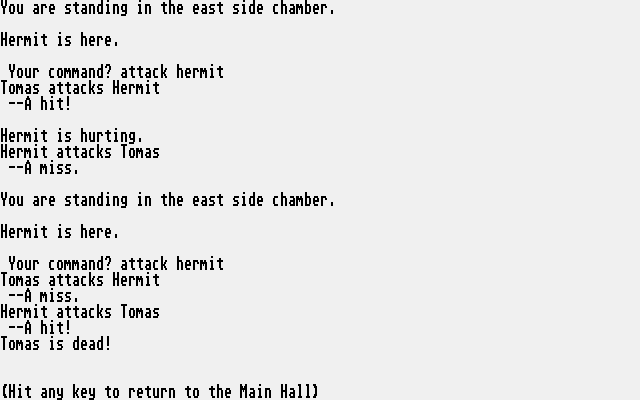 You are standing in the east side chamber.
Hermit is here.
Your command? attack hermit
Tomas attacks Hermit
--A hit!
Hermit is hurting.
Hermit attacks Tomas
--A miss.
You are standing in the east side chamber.
Hermit is here.
Your command? attack hermit
Tomas attacks Hermit
--A miss.
Hermit attacks Tomas
--A hit!
Tomas is dead!
(Hit any key to return to the Main Hall)